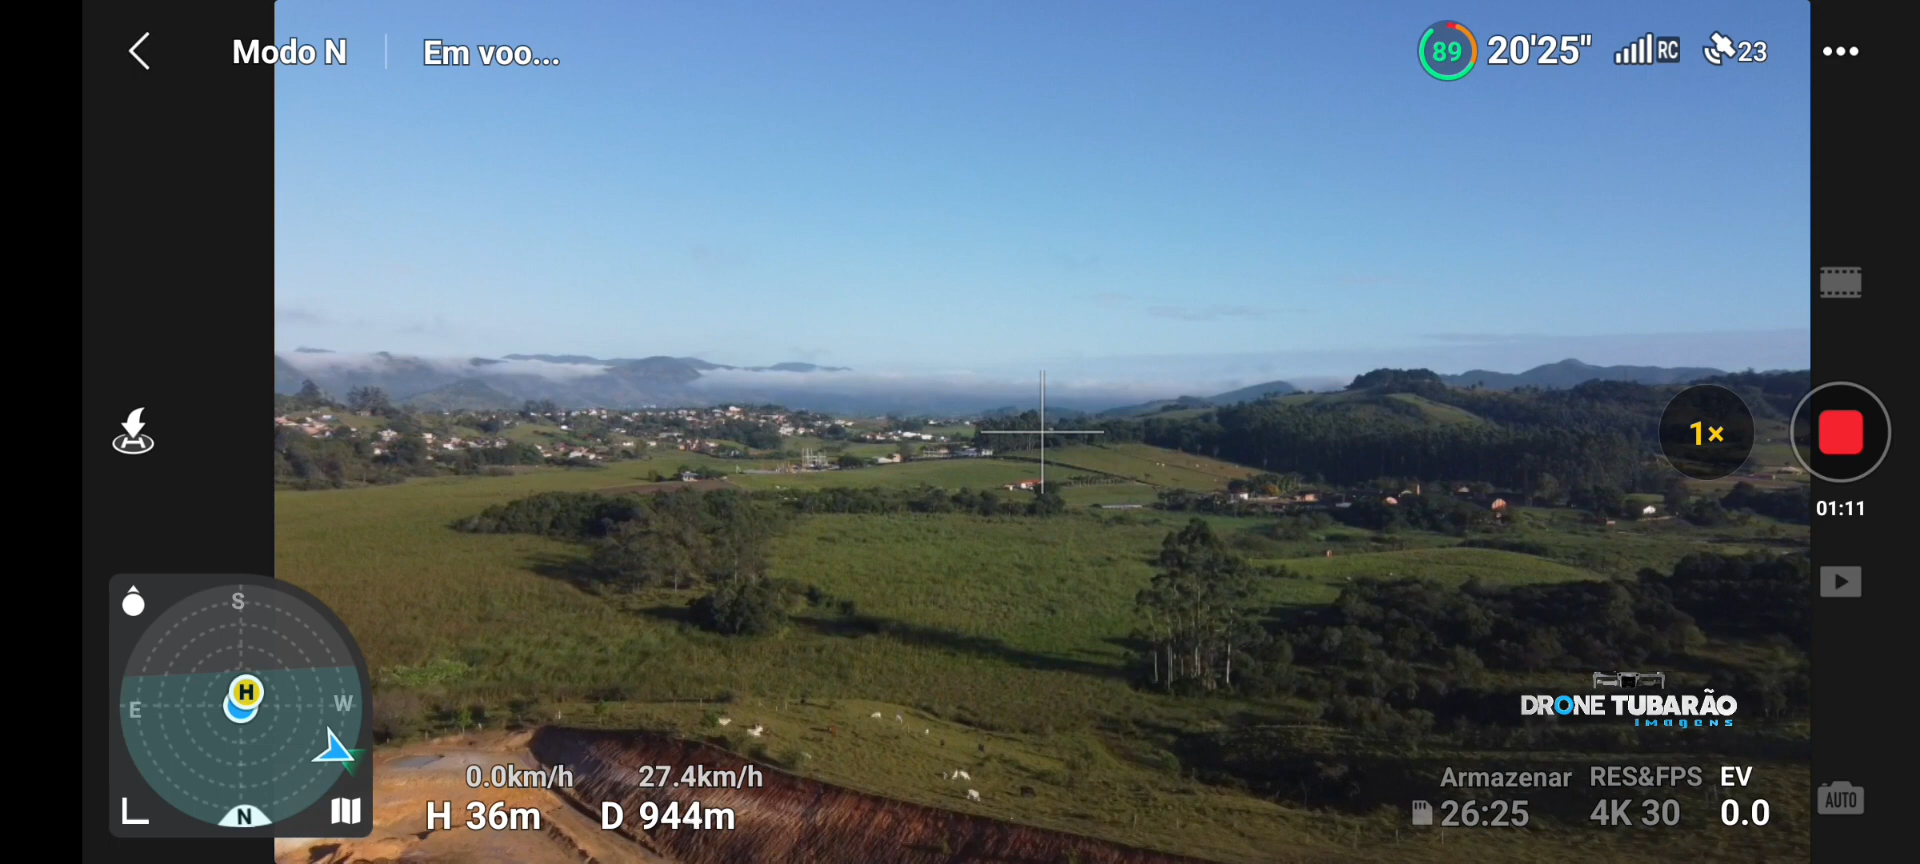 Modo N
Em voo...
89
20'25"
RC
23
1×
01:11
S
H
E
W
N
0.0km/h
27.4km/h
H 36m
D 944m
DRONE TUBARÃO
Imagens
Armazenar
RES&FPS
EV
26:25
4K 30
0.0
AUTO